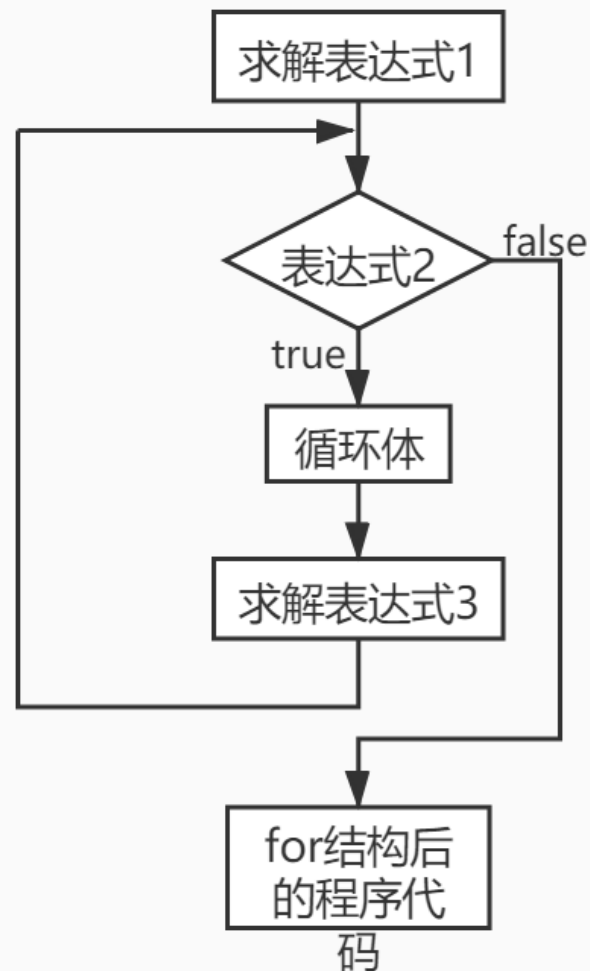 求解表达式1
false
表达式2
true
循环体
求解表达式3
for结构后
的程序代
码